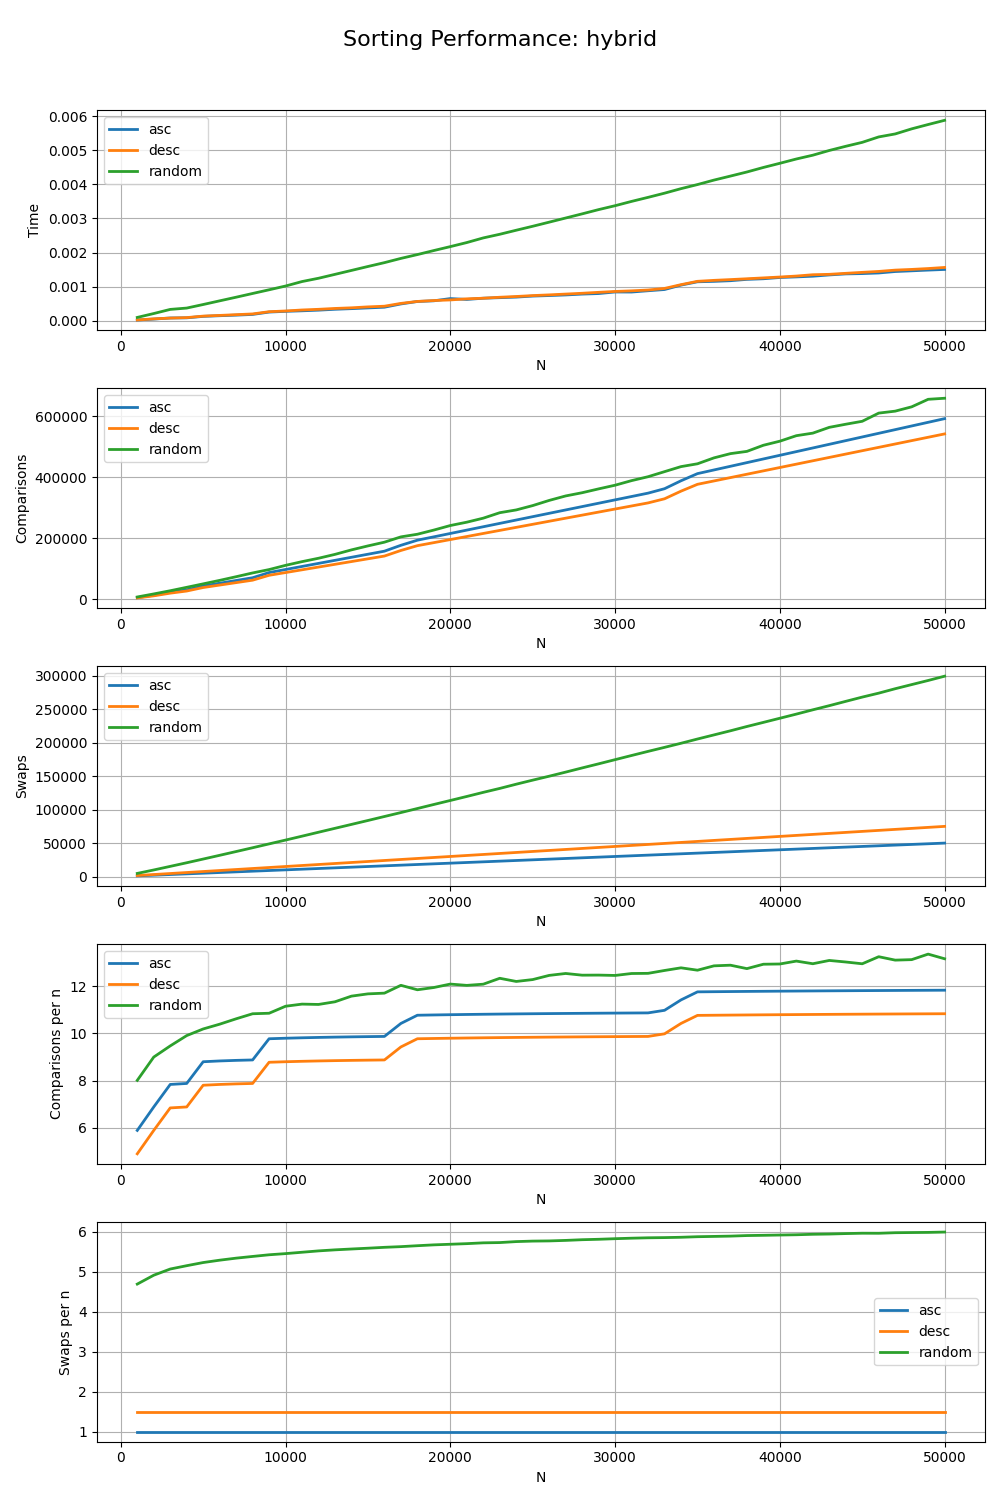 Sorting Performance: hybrid
0.006
0.005
0.004
0.003
0.002
0.001
0.000
Time
asc
desc
random
0 10000 20000 30000 40000 50000
N
600000
400000
200000
0
Comparisons
asc
desc
random
0 10000 20000 30000 40000 50000
N
300000
250000
200000
150000
100000
50000
0
Swaps
asc
desc
random
0 10000 20000 30000 40000 50000
N
12
10
8
6
Comparisons per n
asc
desc
random
0 10000 20000 30000 40000 50000
N
6
5
4
3
2
1
Swaps per n
asc
desc
random
0 10000 20000 30000 40000 50000
N